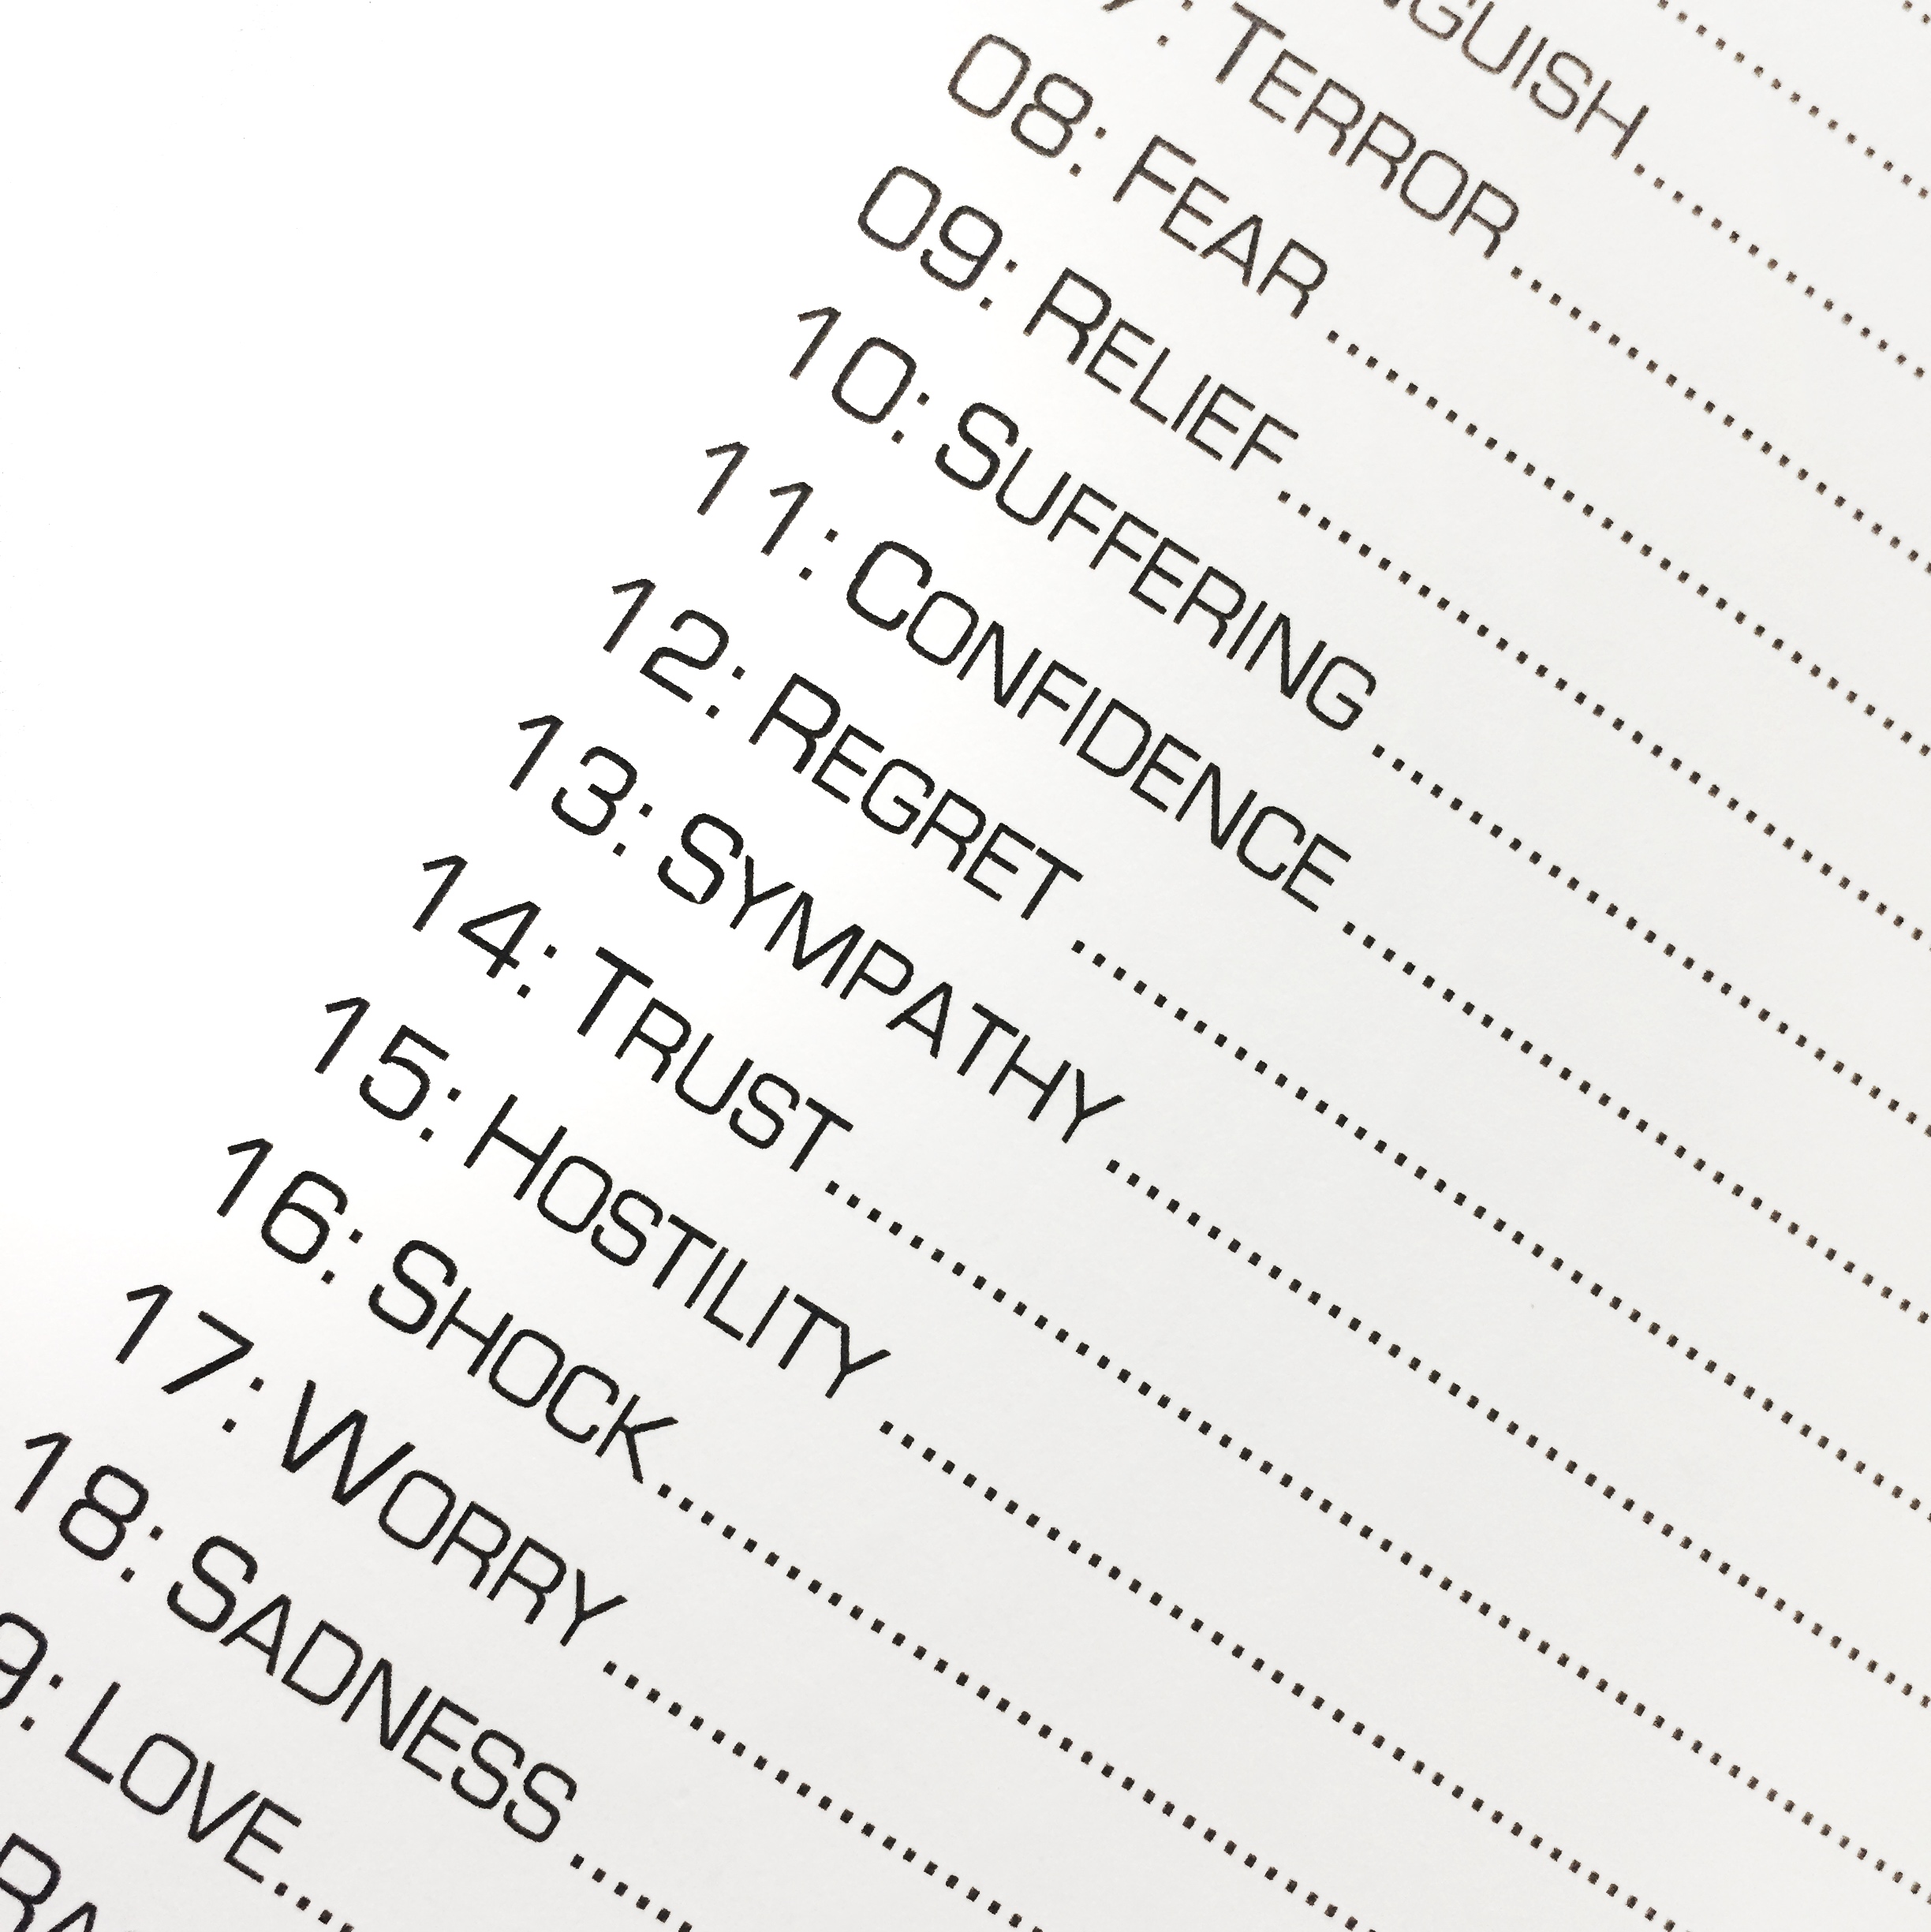 TERROR
08: FEAR
09: RELIEF
10: SUFFERING
11: CONFIDENCE
12: REGRET
13: SYMPATHY
14: TRUST
15: HOSTILITY
16: SHOCK
17: WORRY
18: SADNESS
9: LOVE